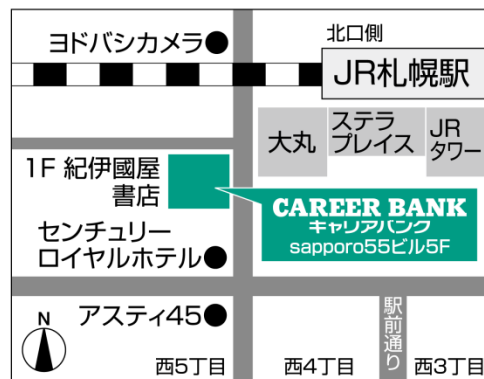 ヨドバシカメラ
北口側
JR札幌駅
大丸
ステラ
プレイス
JR
タワー
1F 紀伊國屋
書店
CAREER BANK
キャリアバンク
sapporo55ビル5F
センチュリー
ロイヤルホテル
アスティ45
N
駅前通り
西5丁目
西4丁目
西3丁目